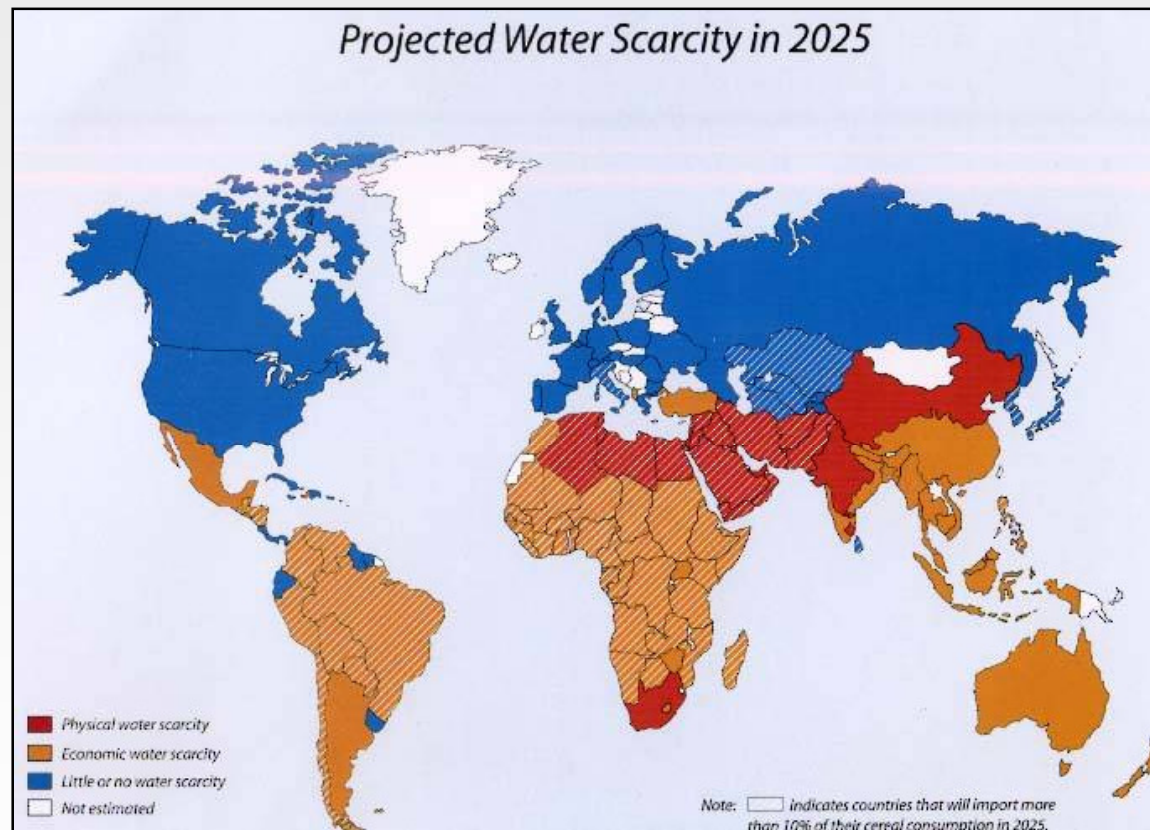 Projected Water Scarcity in 2025
Physical water scarcity
Economic water scarcity
Little or no water scarcity
Not estimated
Note: indicates countries that will import more
than 10% of their cereal consumption in 2025.